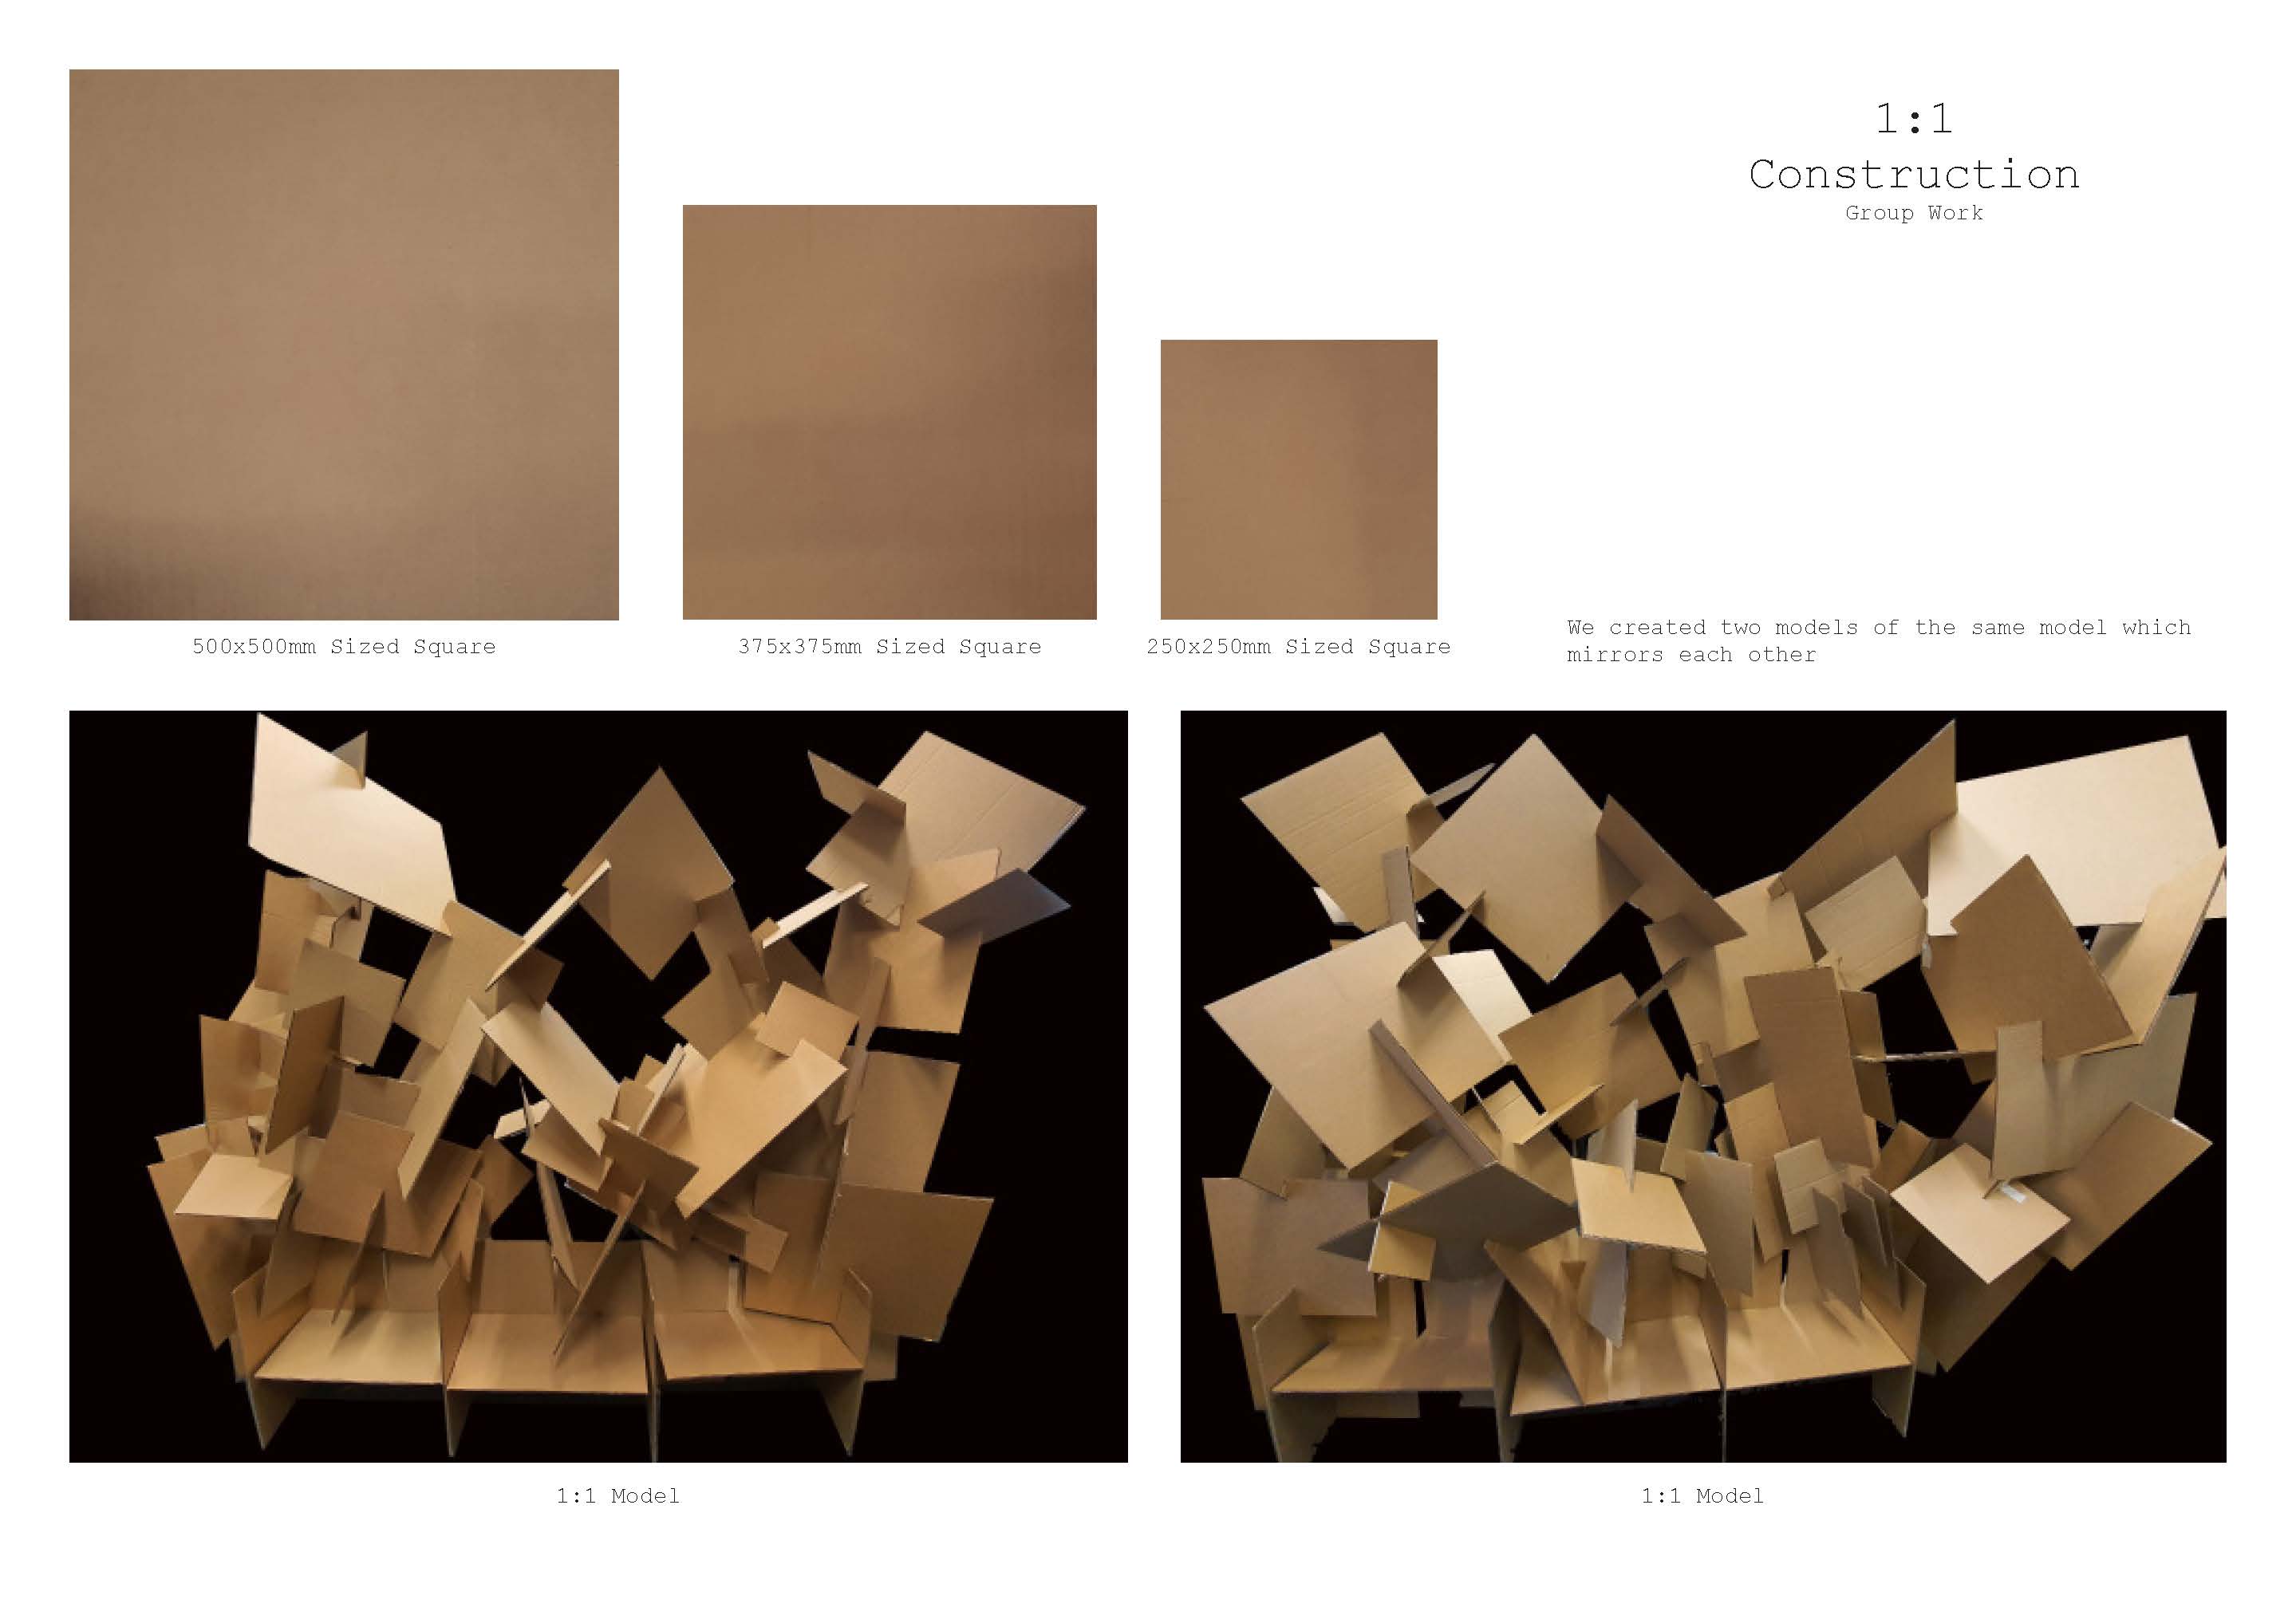 1:1
Construction
Group Work
500x500mm Sized Square
375x375mm Sized Square
250x250mm Sized Square
We created two models of the same model which
mirrors each other
1:1 Model
1:1 Model